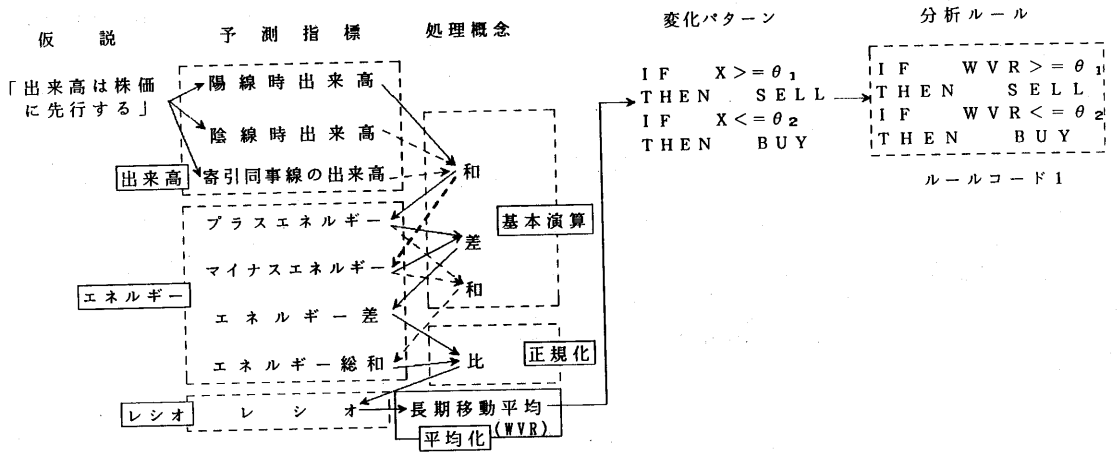 仮説
予測指標
処理概念
変化パターン
分析ルール
「出来高は株価
に先行する」
陽線時出来高
陰線時出来高
出来高
寄引同事線の出来高
和
プラスエネルギー
基本演算
差
マイナスエネルギー
和
エネルギー
エネルギー差
エネルギー総和
比
正規化
レシオ
レシオ
長期移動平均
(WVR)
平均化
IF X>=θ1
THEN SELL
IF X<=θ2
THEN BUY
IF WVR>=θ1
THEN SELL
IF WVR<=θ2
THEN BUY
ルールコード1